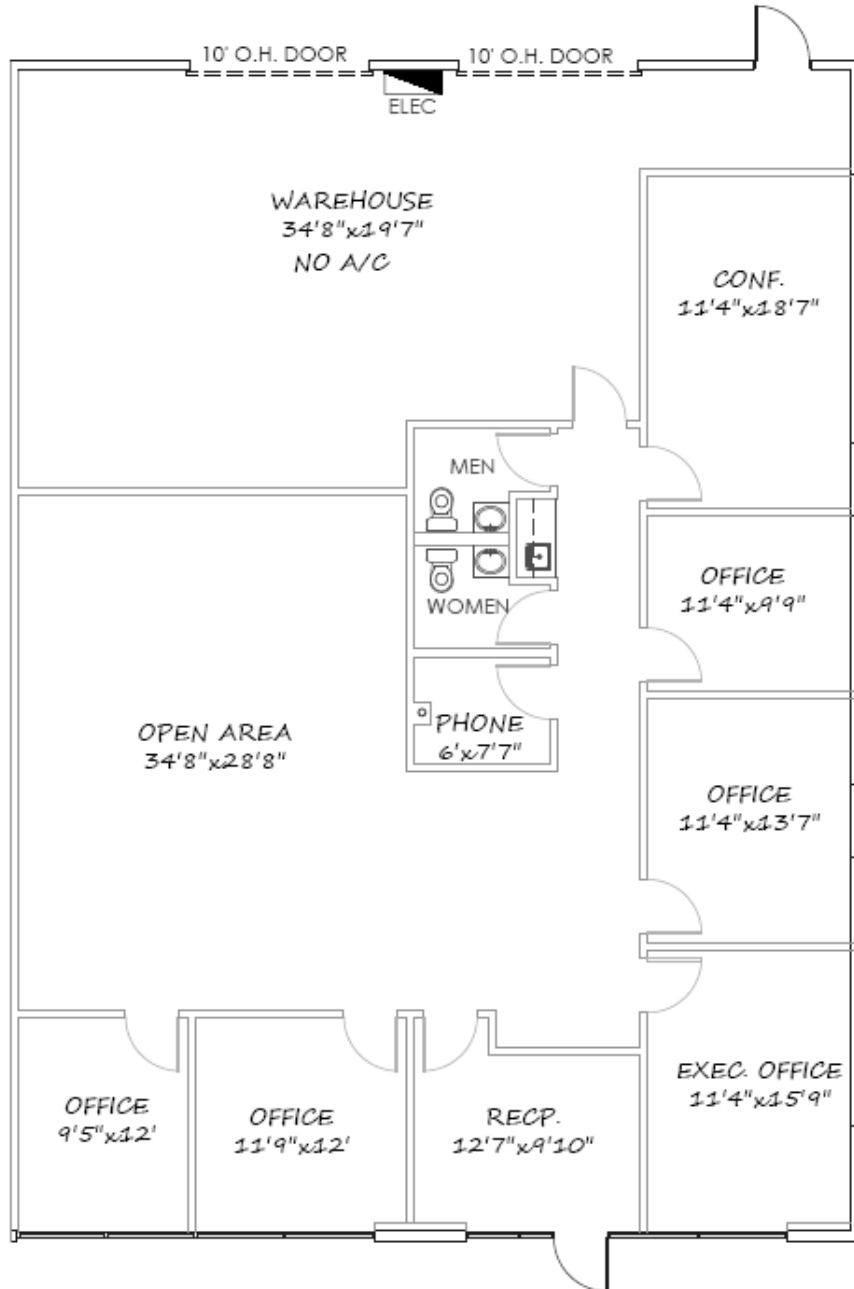 10' O.H. DOOR
10' O.H. DOOR
ELEC
WAREHOUSE
34'8"x19'7"
NO A/C
CONF.
11'4"x18'7"
MEN
WOMEN
OFFICE
11'4"x9'9"
PHONE
6'x7'7"
OPEN AREA
34'8"x28'8"
OFFICE
11'4"x13'7"
EXEC. OFFICE
11'4"x15'9"
OFFICE
9'5"x12'
OFFICE
11'9"x12'
RECP.
12'7"x9'10"